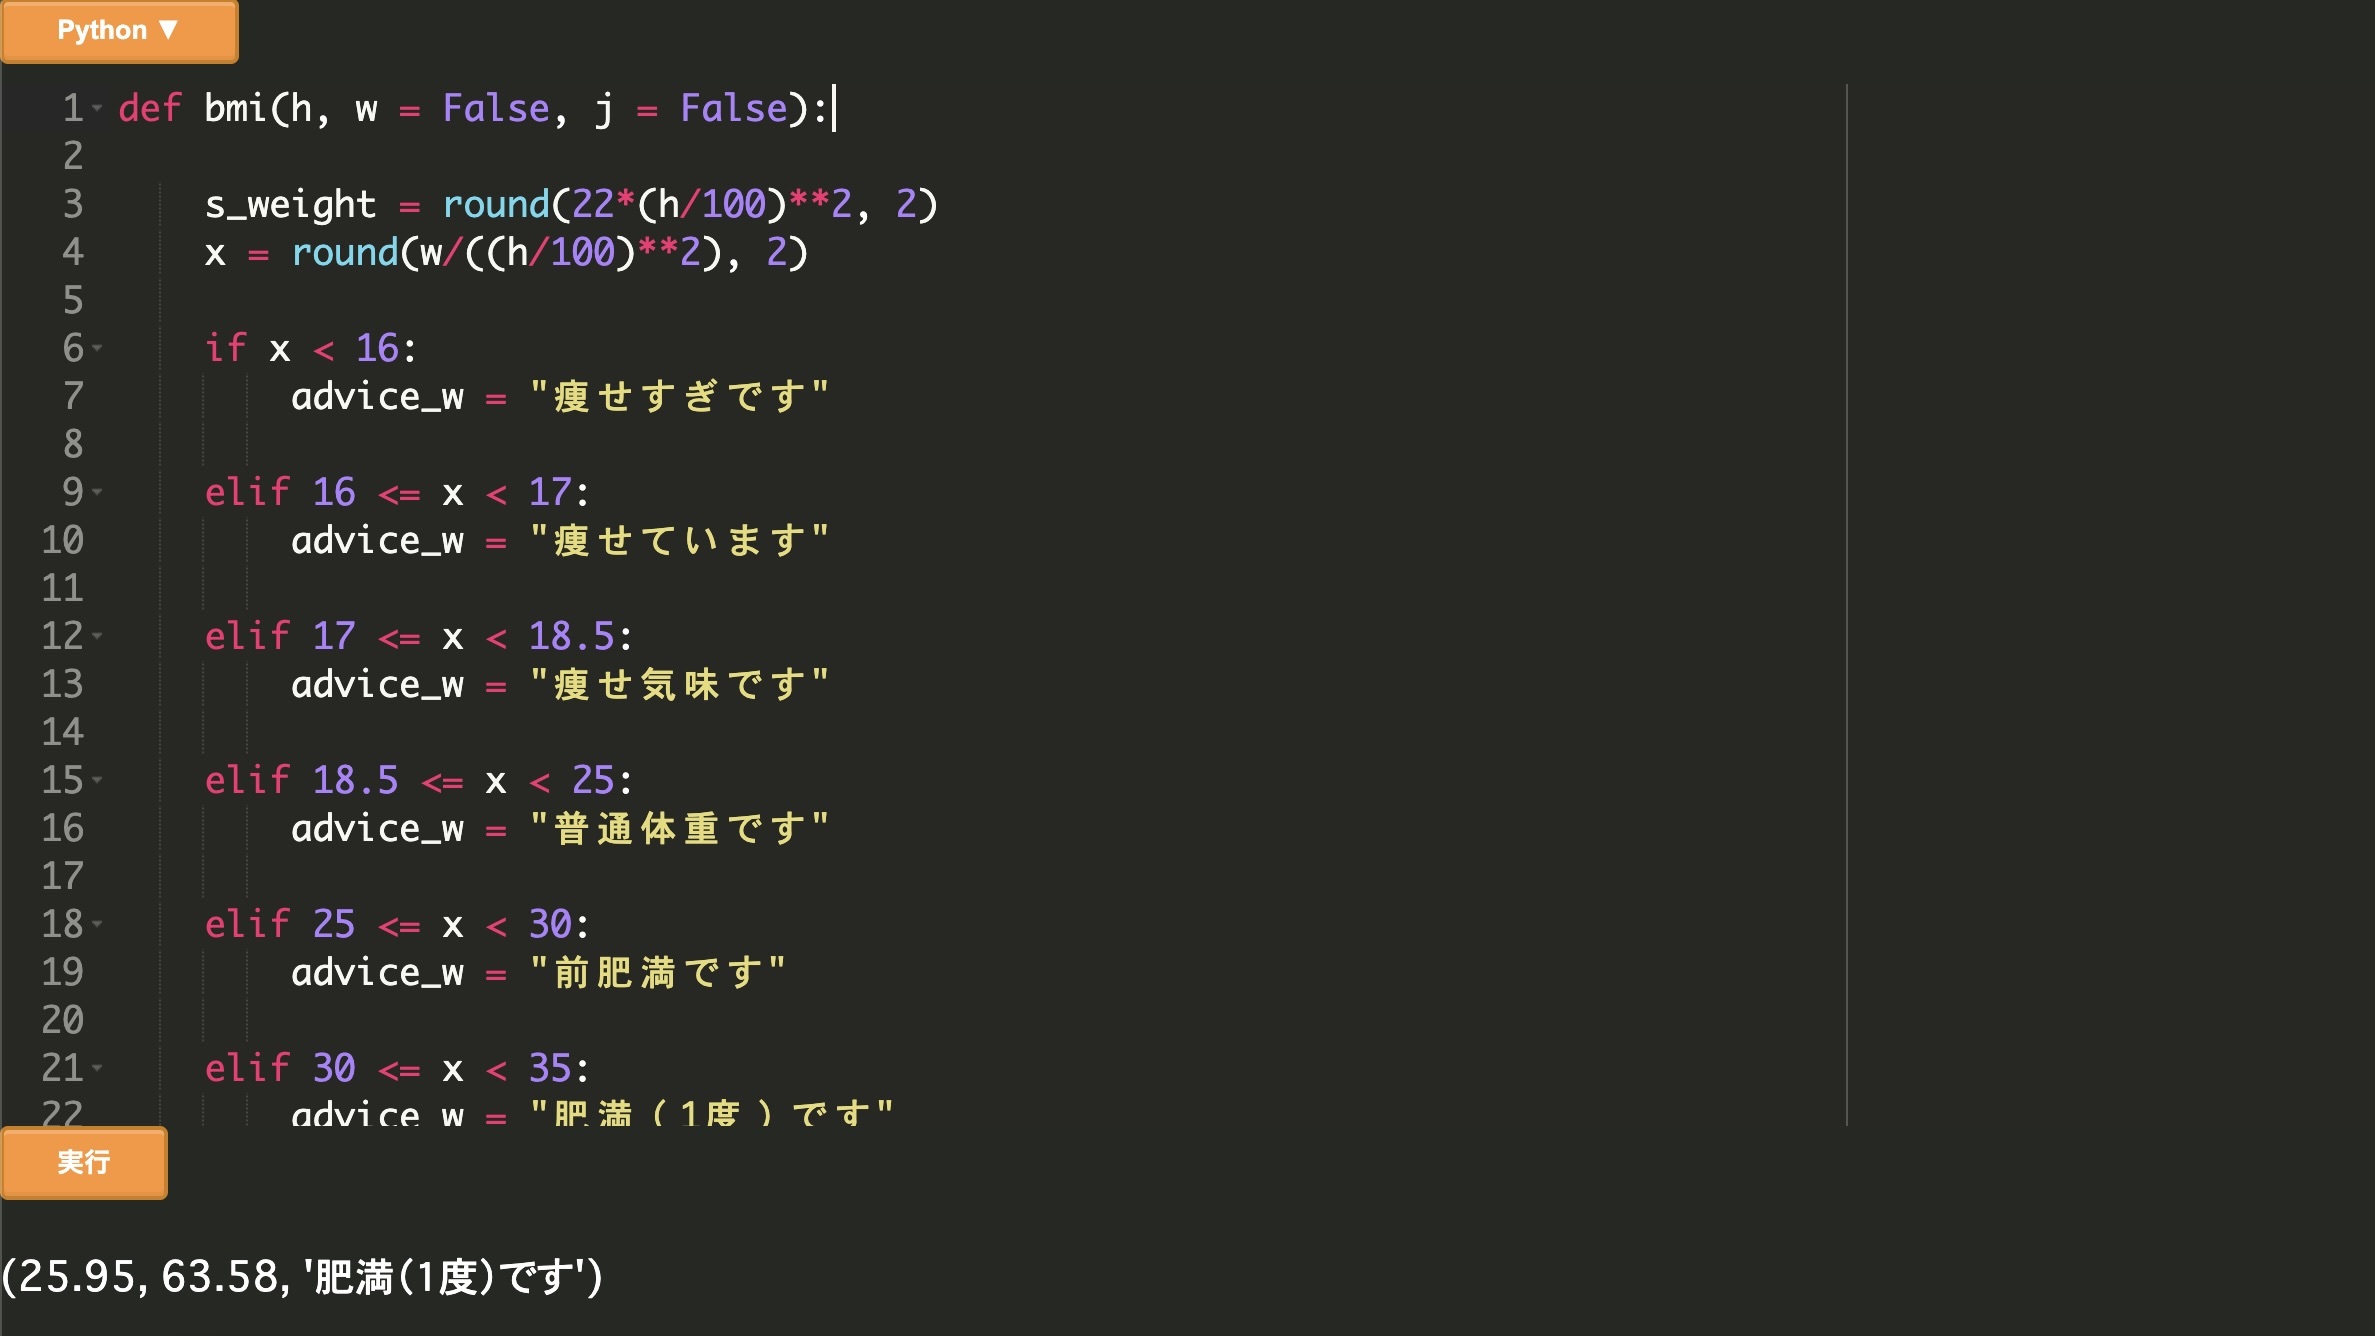 Python ▼
1 def bmi(h, w = False, j = False):
2
3 s_weight = round(22*(h/100)**2, 2)
4 x = round(w/((h/100)**2), 2)
5
6 if x < 16:
7 advice_w = "痩せすぎです"
8
9 elif 16 <= x < 17:
10 advice_w = "痩せています"
11
12 elif 17 <= x < 18.5:
13 advice_w = "痩せ気味です"
14
15 elif 18.5 <= x < 25:
16 advice_w = "普通体重です"
17
18 elif 25 <= x < 30:
19 advice_w = "前肥満です"
20
21 elif 30 <= x < 35:
22 advice_w = "肥満(1度)です"
実行
(25.95, 63.58, '肥満(1度)です')